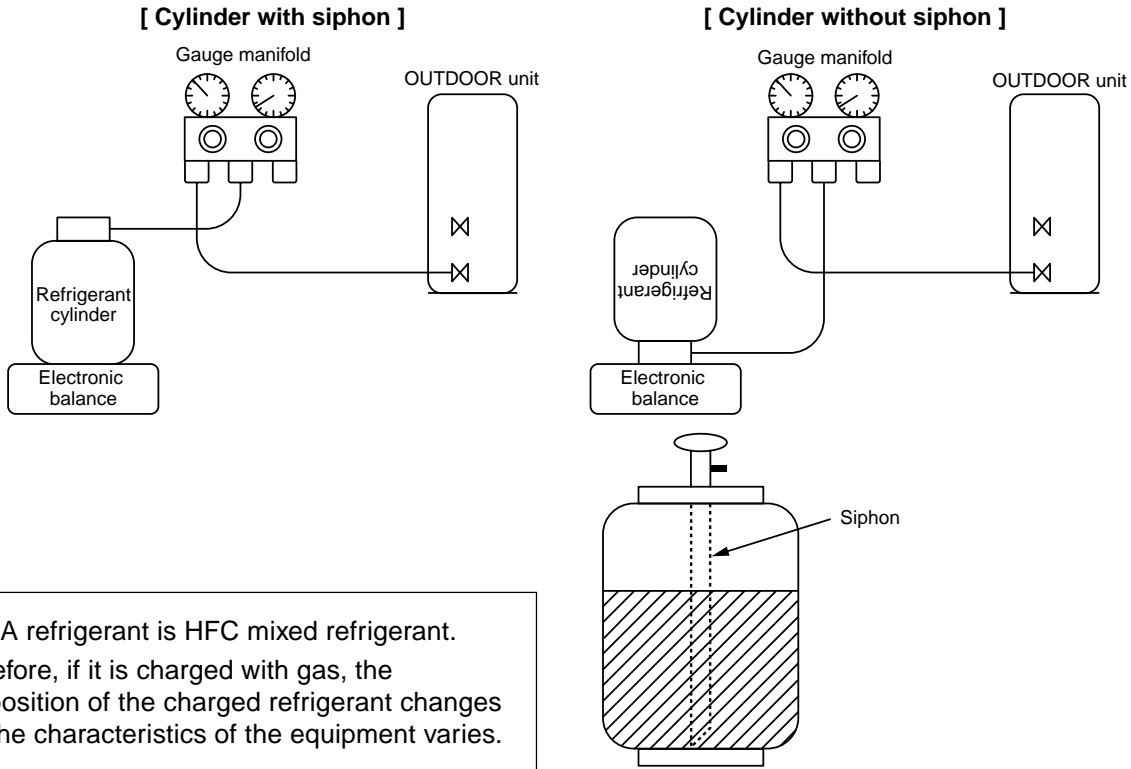 [ Cylinder with siphon ]
Gauge manifold
OUTDOOR unit
Refrigerant
cylinder
Electronic
balance
[ Cylinder without siphon ]
Gauge manifold
OUTDOOR unit
Refrigerant
cylinder
Electronic
balance
Siphon
A refrigerant is HFC mixed refrigerant.
efore, if it is charged with gas, the
position of the charged refrigerant changes
he characteristics of the equipment varies.